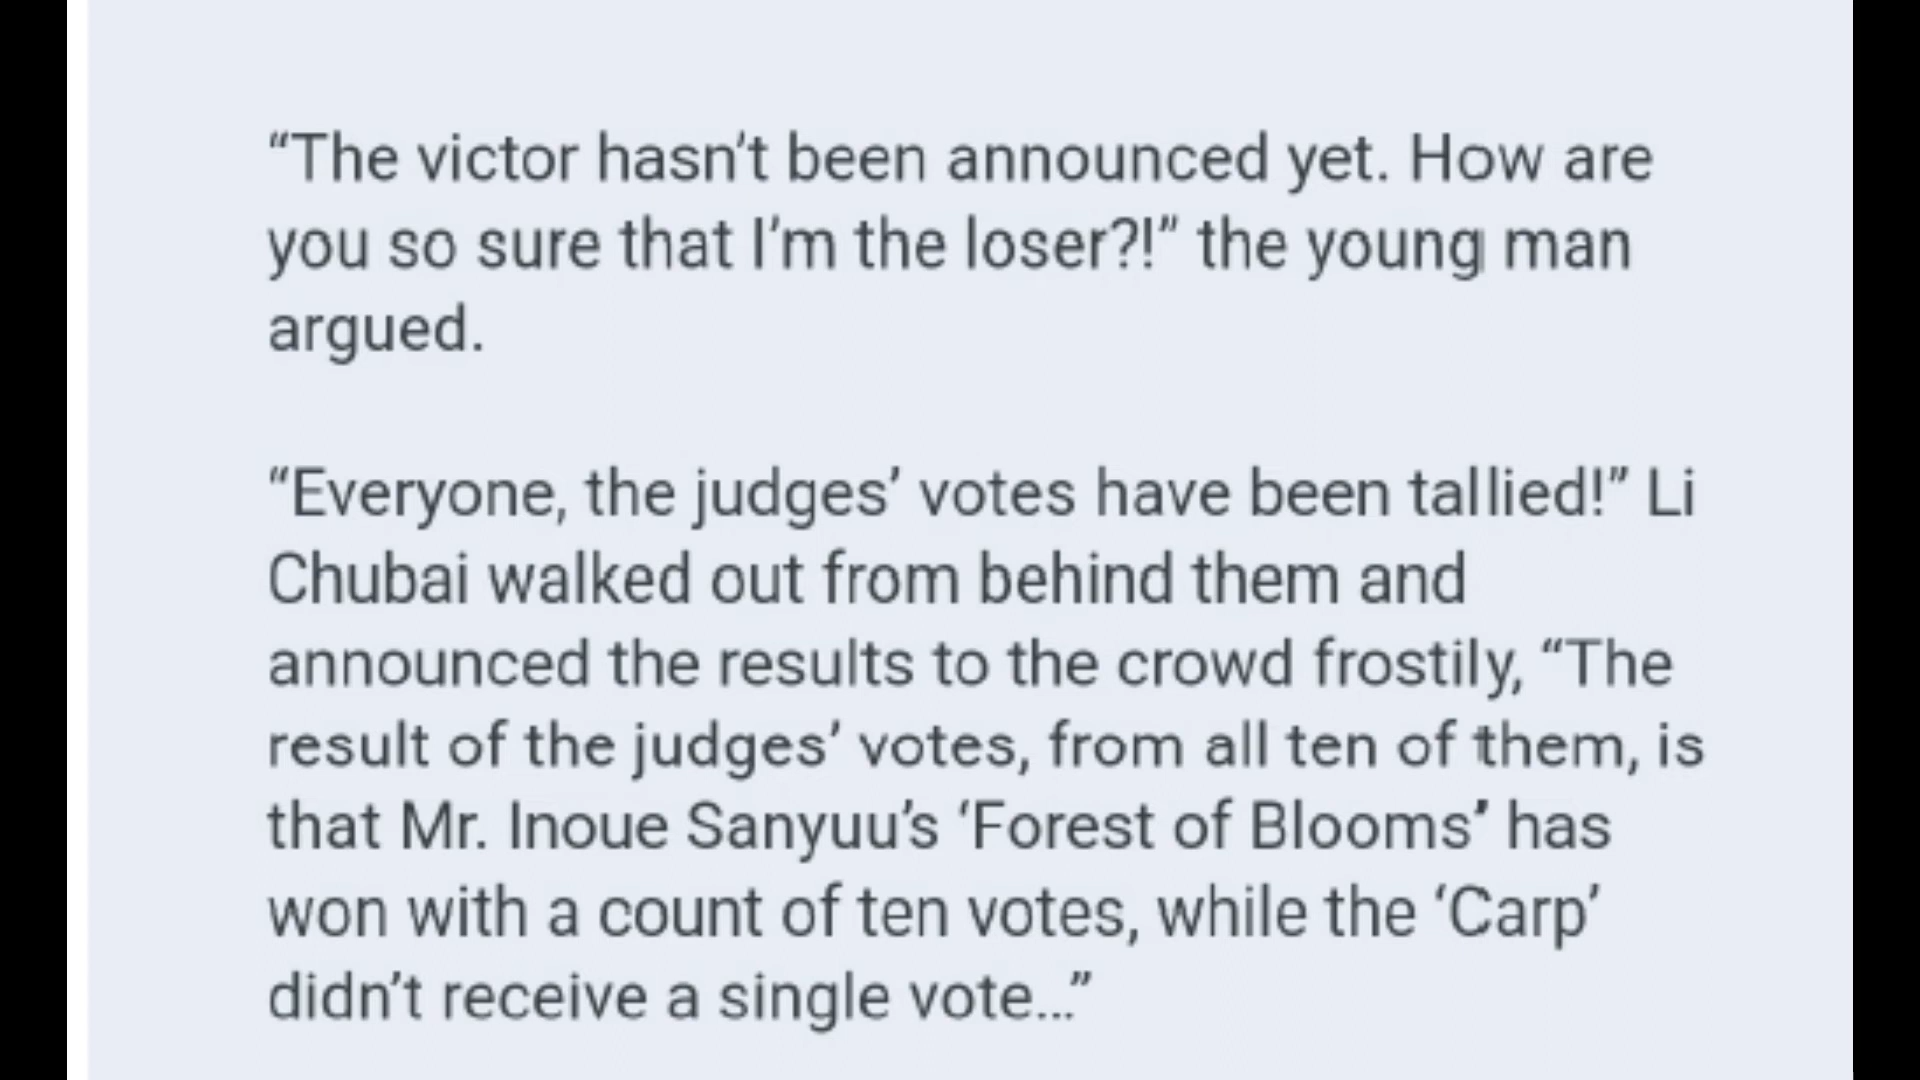 “The victor hasn’t been announced yet. How are
you so sure that I’m the loser?!” the young man
argued.
“Everyone, the judges’ votes have been tallied!” Li
Chubai walked out from behind them and
announced the results to the crowd frostily, “The
result of the judges’ votes, from all ten of them, is
that Mr. Inoue Sanyuu’s ‘Forest of Blooms’ has
won with a count of ten votes, while the ‘Carp’
didn’t receive a single vote…”